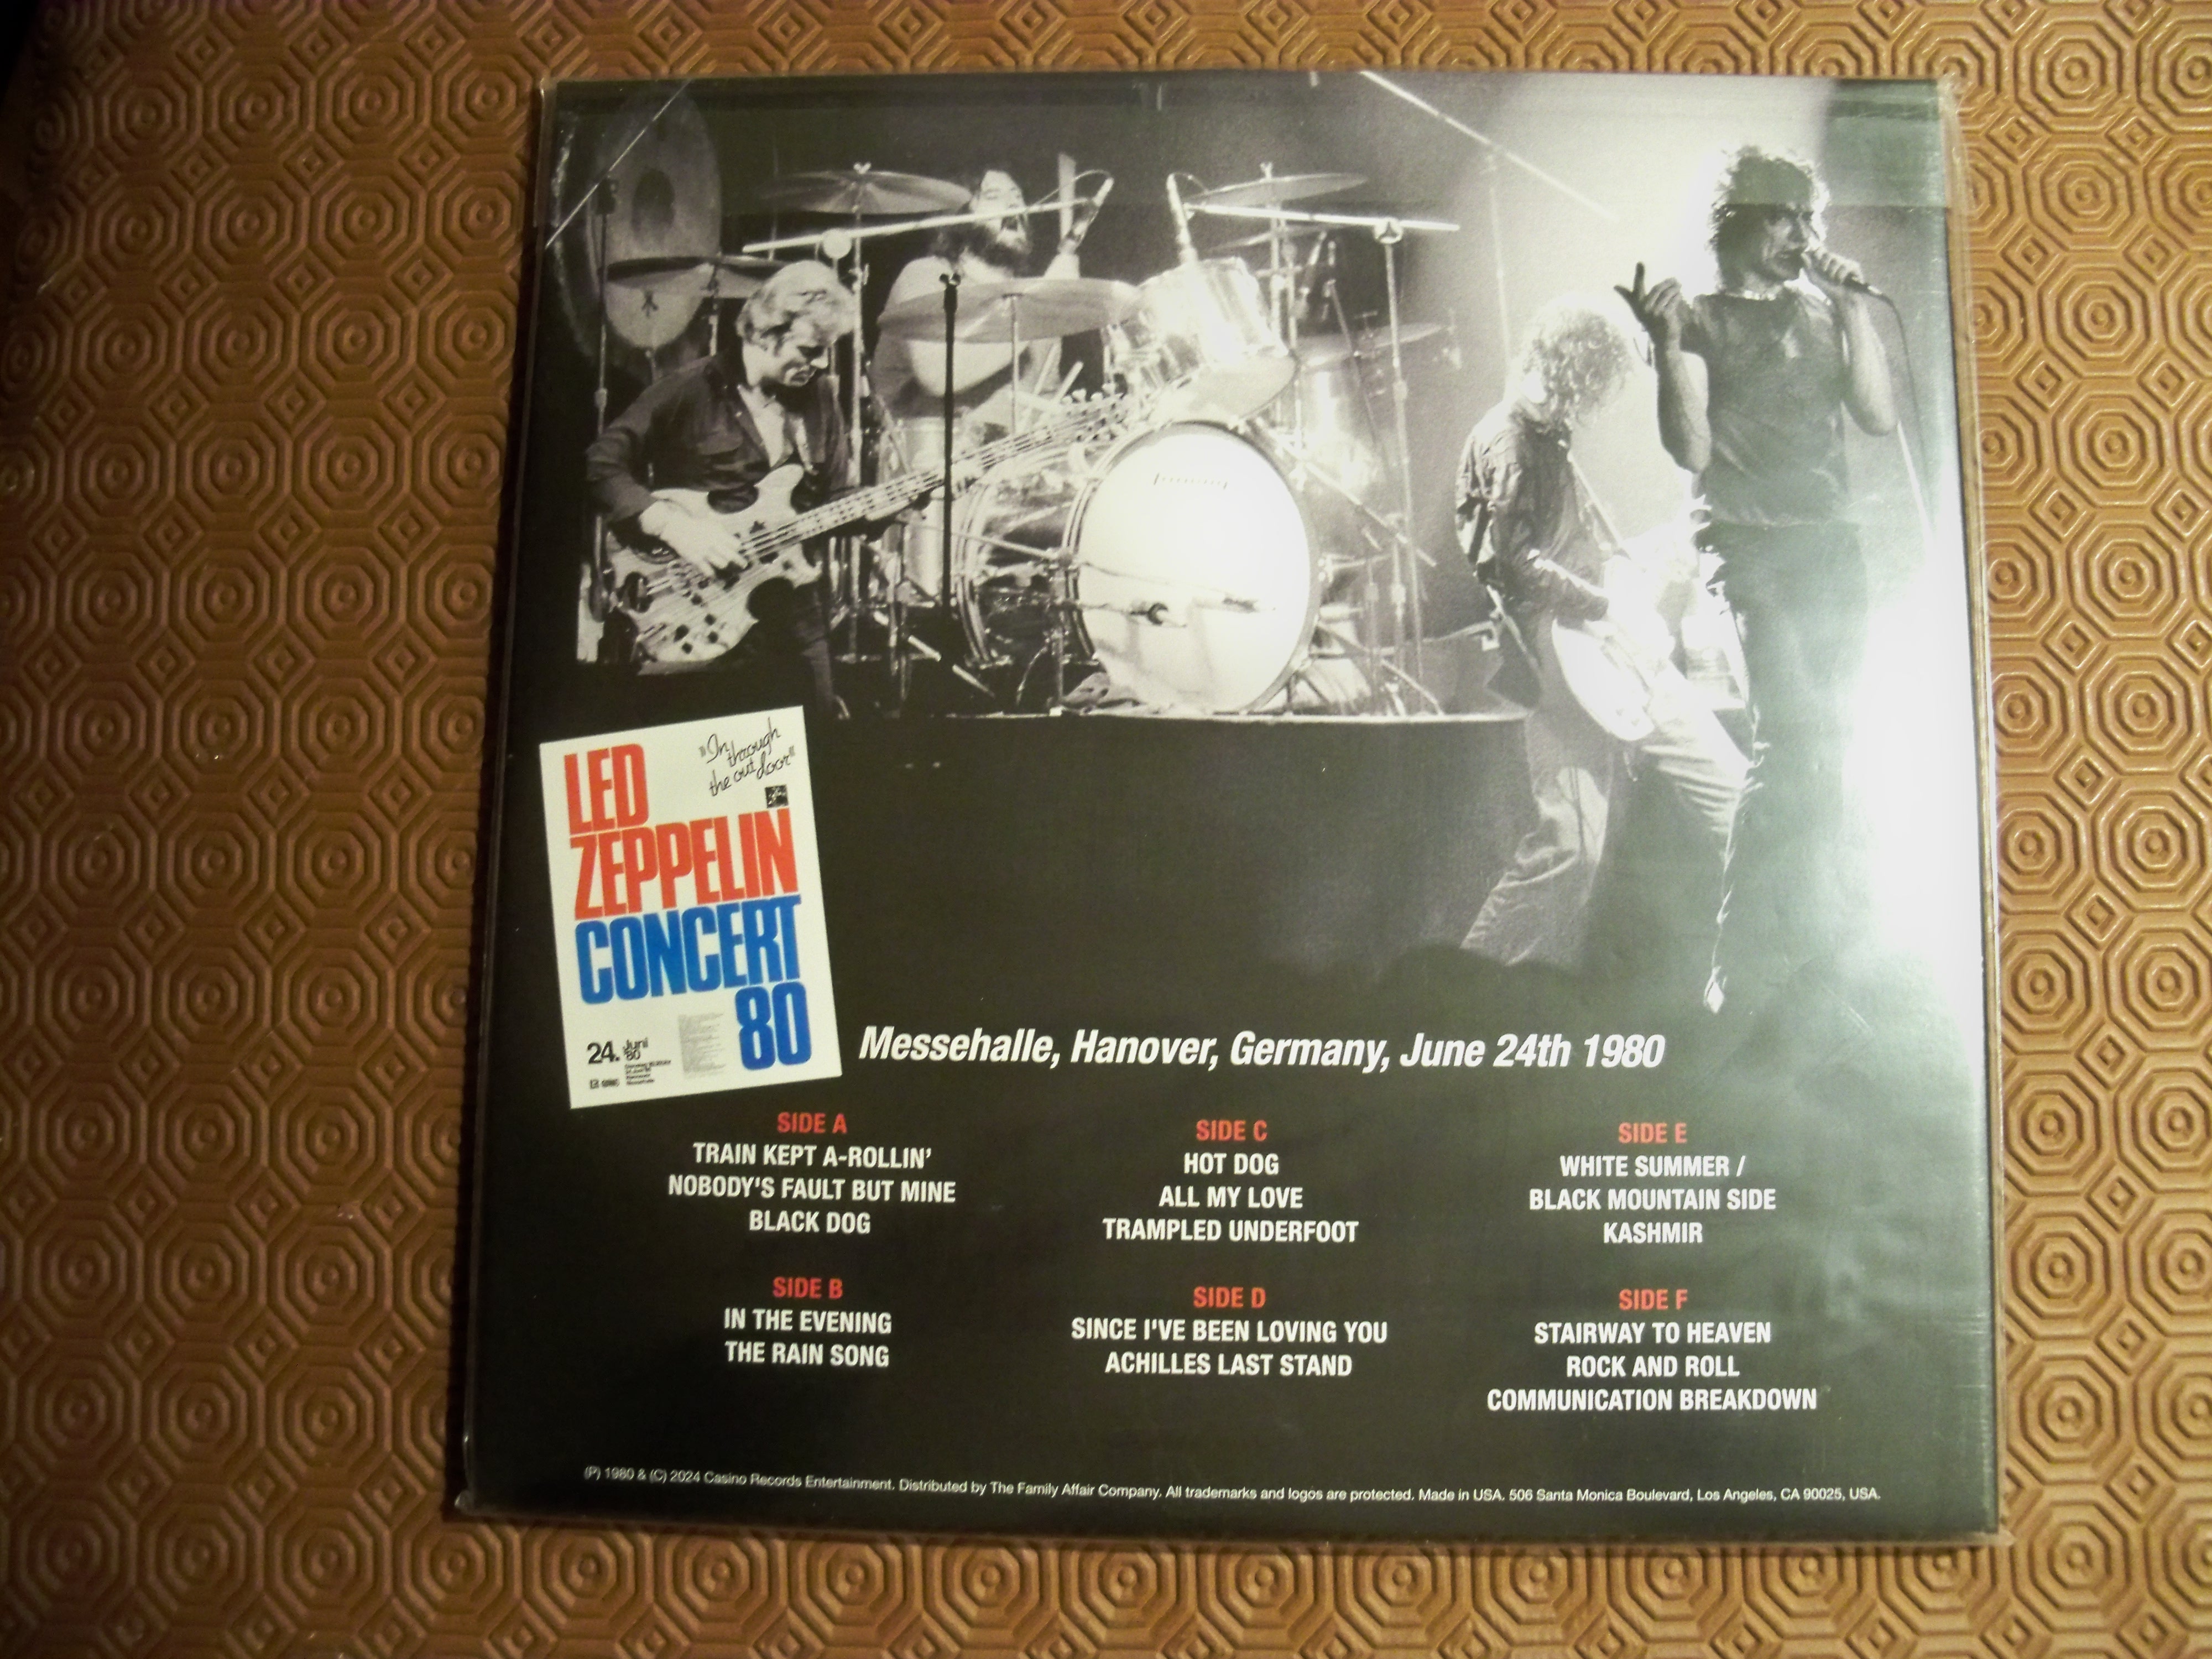 "In
through
the out door"
LED
ZEPPELIN
CONCERT
80
24. Juni
80
Messehalle, Hanover, Germany, June 24th 1980
SIDE A
TRAIN KEPT A-ROLLIN'
NOBODY'S FAULT BUT MINE
BLACK DOG
SIDE B
IN THE EVENING
THE RAIN SONG
SIDE C
HOT DOG
ALL MY LOVE
TRAMPLED UNDERFOOT
SIDE D
SINCE I'VE BEEN LOVING YOU
ACHILLES LAST STAND
SIDE E
WHITE SUMMER /
BLACK MOUNTAIN SIDE
KASHMIR
SIDE F
STAIRWAY TO HEAVEN
ROCK AND ROLL
COMMUNICATION BREAKDOWN
(P) 1980 & (C) 2024 Casino Records Entertainment. Distributed by The Family Affair Company. All trademarks and logos are protected. Made in USA. 506 Santa Monica Boulevard, Los Angeles, CA 90025, USA.